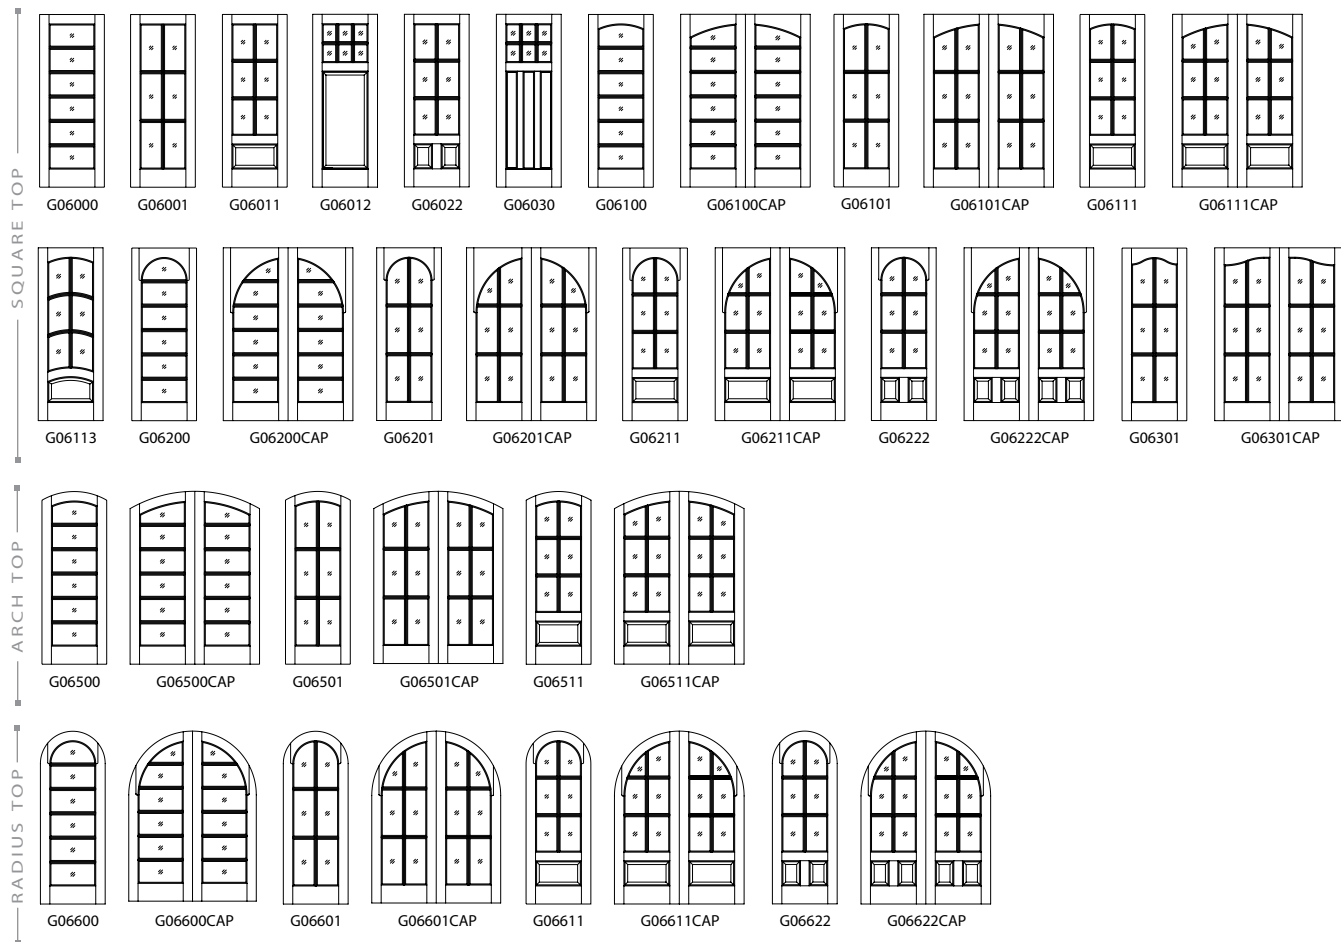 SQUARE TOP
G06000 G06001 G06011 G06012 G06022 G06030 G06100 G06100CAP G06101 G06101CAP G06111 G06111CAP
G06113 G06200 G06200CAP G06201 G06201CAP G06211 G06211CAP G06222 G06222CAP G06301 G06301CAP
ARCH TOP
G06500 G06500CAP G06501 G06501CAP G06511 G06511CAP
RADIUS TOP
G06600 G06600CAP G06601 G06601CAP G06611 G06611CAP G06622 G06622CAP